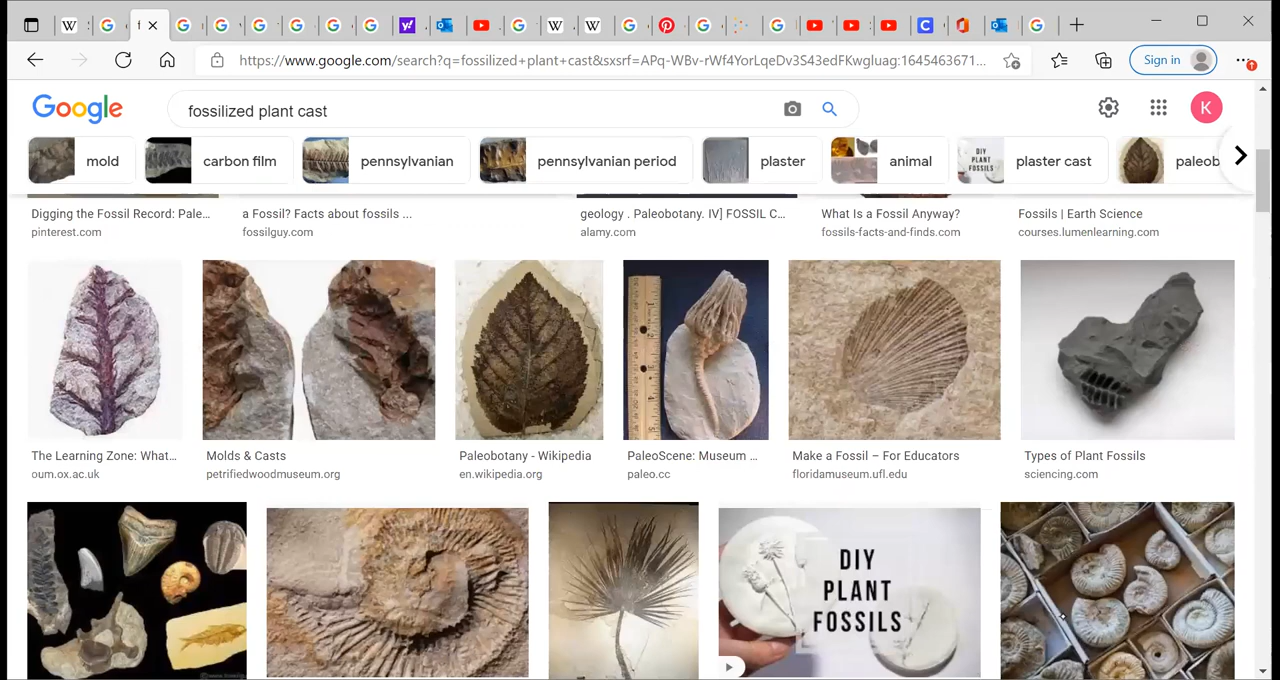 https://www.google.com/search?q=fossilized+plant+cast&sxsrf=APq-WBv-rWf4YorLqeDv3S43edFKwgluag:1645463671...
Sign in
Google
fossilized plant cast
K
mold
carbon film
pennsylvanian
pennsylvanian period
plaster
animal
DIY PLANT FOSSILS
plaster cast
paleob
Digging the Fossil Record: Pale...
a Fossil? Facts about fossils ...
geology . Paleobotany. IV] FOSSIL C...
What Is a Fossil Anyway?
Fossils | Earth Science
pinterest.com
fossilguy.com
alamy.com
fossils-facts-and-finds.com
courses.lumenlearning.com
The Learning Zone: What...
Molds & Casts
Paleobotany - Wikipedia
PaleoScene: Museum ...
Make a Fossil – For Educators
Types of Plant Fossils
oum.ox.ac.uk
petrifiedwoodmuseum.org
en.wikipedia.org
paleo.cc
floridamuseum.ufl.edu
sciencing.com
DIY
PLANT
FOSSILS